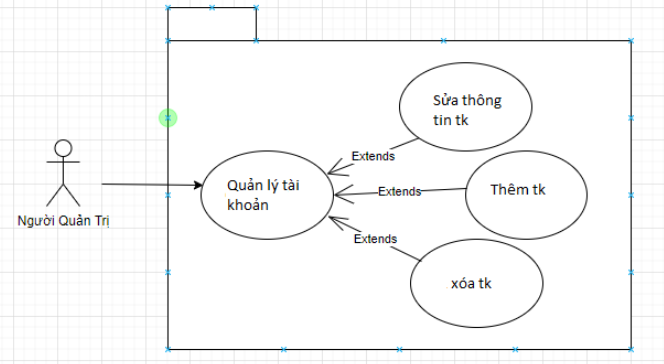 Sửa thông
tin tk
Extends
Quản lý tài
khoản
Extends
Thêm tk
Người Quản Trị
Extends
xóa tk